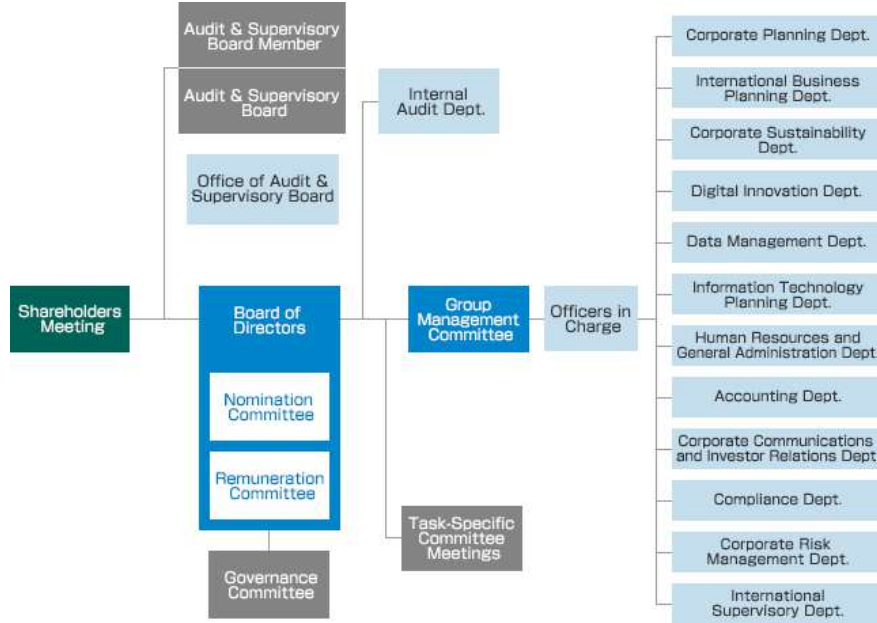 Audit & Supervisory
Board Member
Audit & Supervisory
Board
Office of Audit &
Supervisory Board
Internal
Audit Dept.
Shareholders
Meeting
Board of
Directors
Nomination
Committee
Remuneration
Committee
Governance
Committee
Group
Management
Committee
Task-Specific
Committee
Meetings
Officers in
Charge
Corporate Planning Dept.
International Business
Planning Dept.
Corporate Sustainability
Dept.
Digital Innovation Dept.
Data Management Dept.
Information Technology
Planning Dept.
Human Resources and
General Administration Dept
Accounting Dept.
Corporate Communications
and Investor Relations Dept
Compliance Dept.
Corporate Risk
Management Dept.
International
Supervisory Dept.